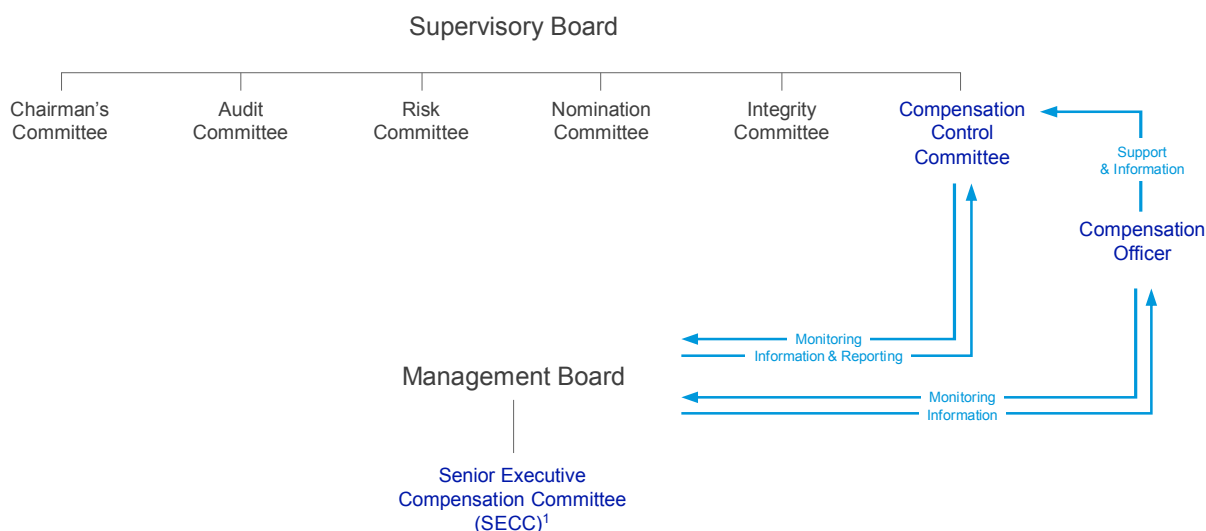 Supervisory Board
Chairman's
Committee
Audit
Committee
Risk
Committee
Nomination
Committee
Integrity
Committee
Compensation
Control
Committee
Support
& Information
Compensation
Officer
Monitoring
Information & Reporting
Management Board
Monitoring
Information
Senior Executive
Compensation Committee
(SECC)1